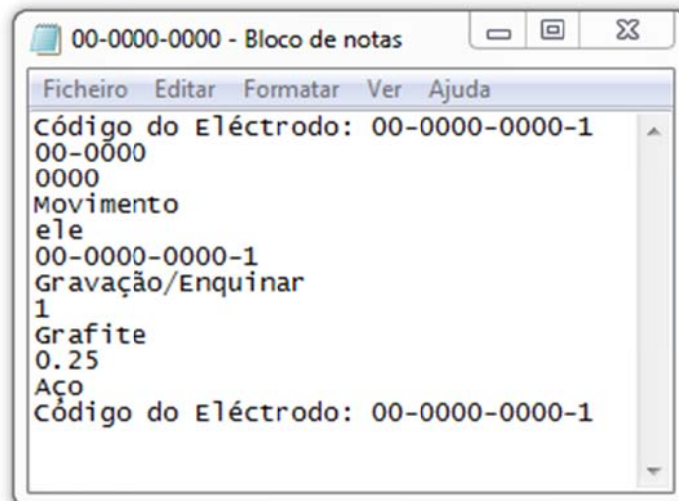 00-0000-0000 - Bloco de notas
Ficheiro Editar Formatar Ver Ajuda
Código do Eléctrodo: 00-0000-0000-1
00-0000
0000
Movimento
ele
00-0000-0000-1
Gravação/Enquinar
1
Grafite
0.25
Aço
Código do Eléctrodo: 00-0000-0000-1